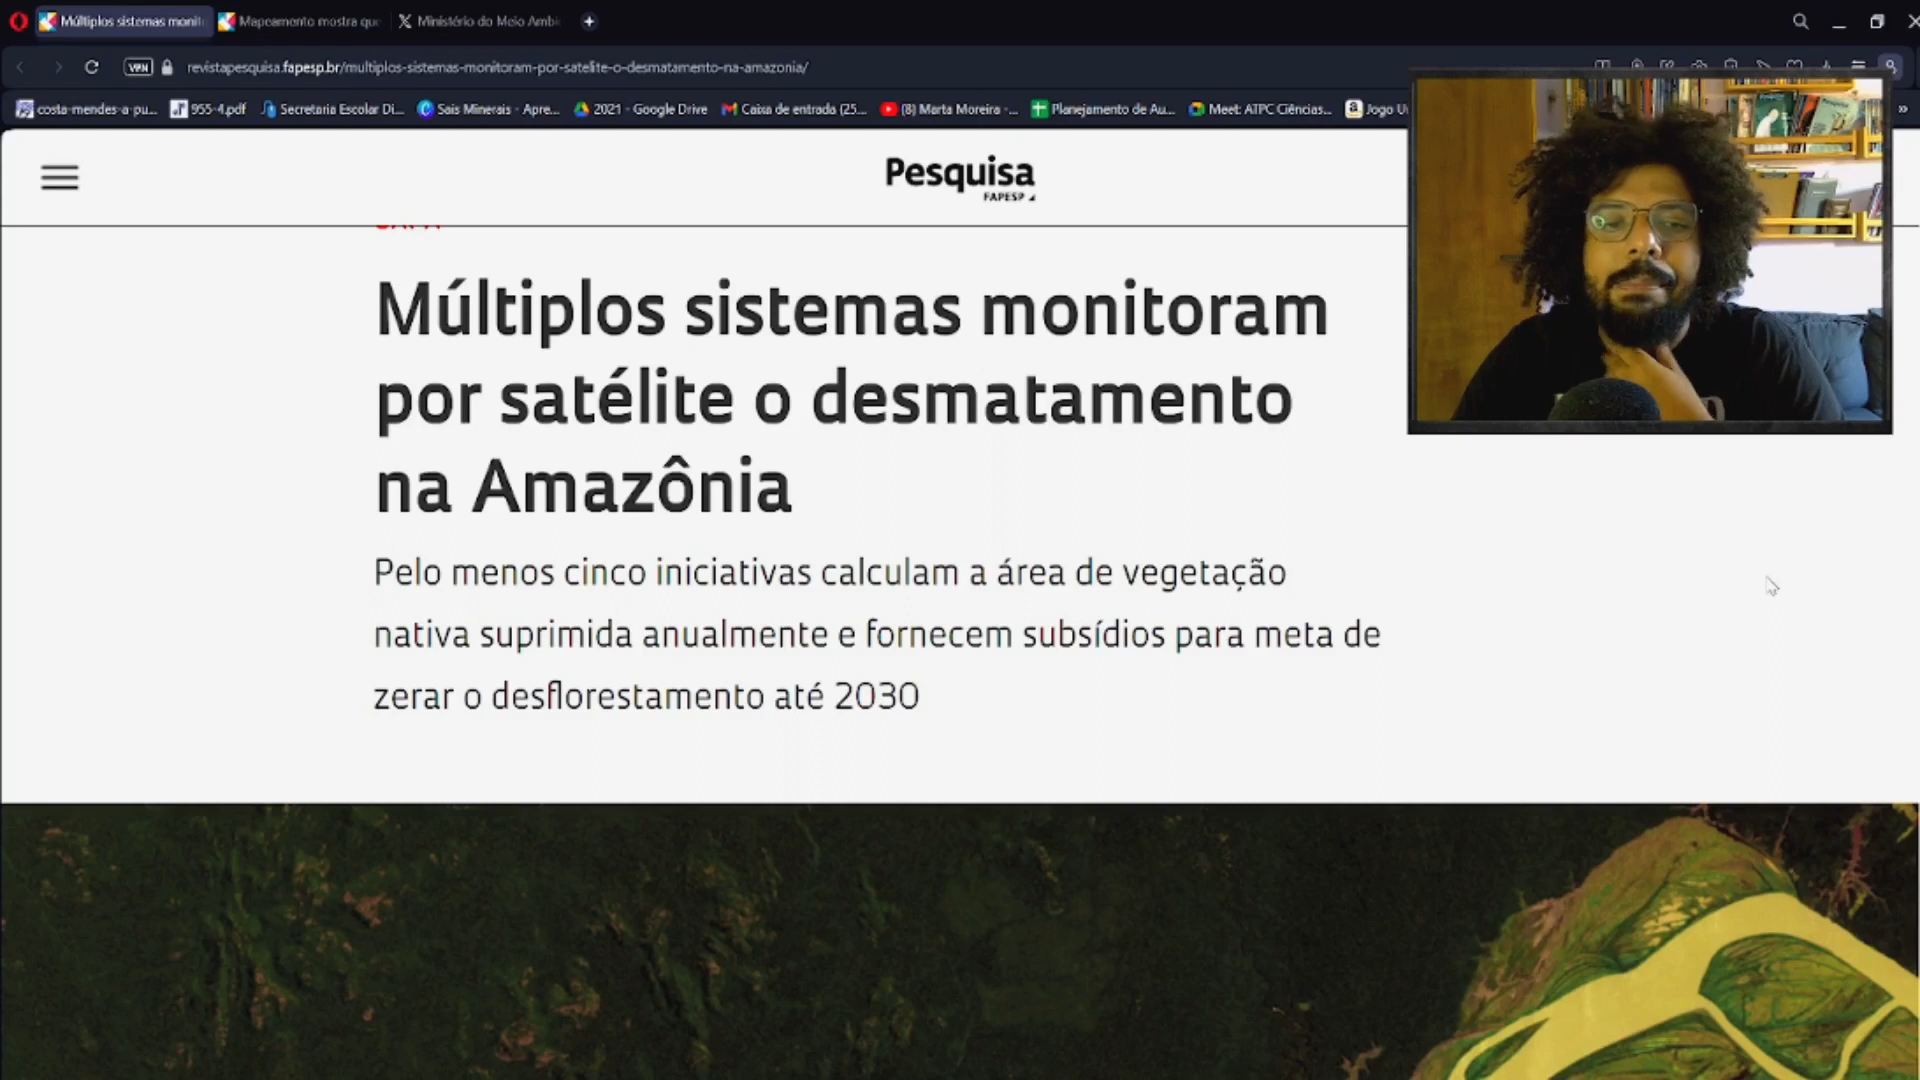 Múltiplos sistemas monit
Mapeamento mostra que
Ministério do Meio Ambi
VPN
revistapesquisa.fapesp.br/multiplos-sistemas-monitoram-por-satelite-o-desmatamento-na-amazonia/
costa-mendes-a-pu...
955-4.pdf
Secretaria Escolar Di...
Sais Minerais - Apre...
2021 - Google Drive
Caixa de entrada (25...
(8) Marta Moreira -...
Planejamento de Au...
Meet: ATPC Ciências...
Jogo U
Pesquisa
FAPESP
Múltiplos sistemas monitoram
por satélite o desmatamento
na Amazônia
Pelo menos cinco iniciativas calculam a área de vegetação
nativa suprimida anualmente e fornecem subsídios para meta de
zerar o desflorestamento até 2030